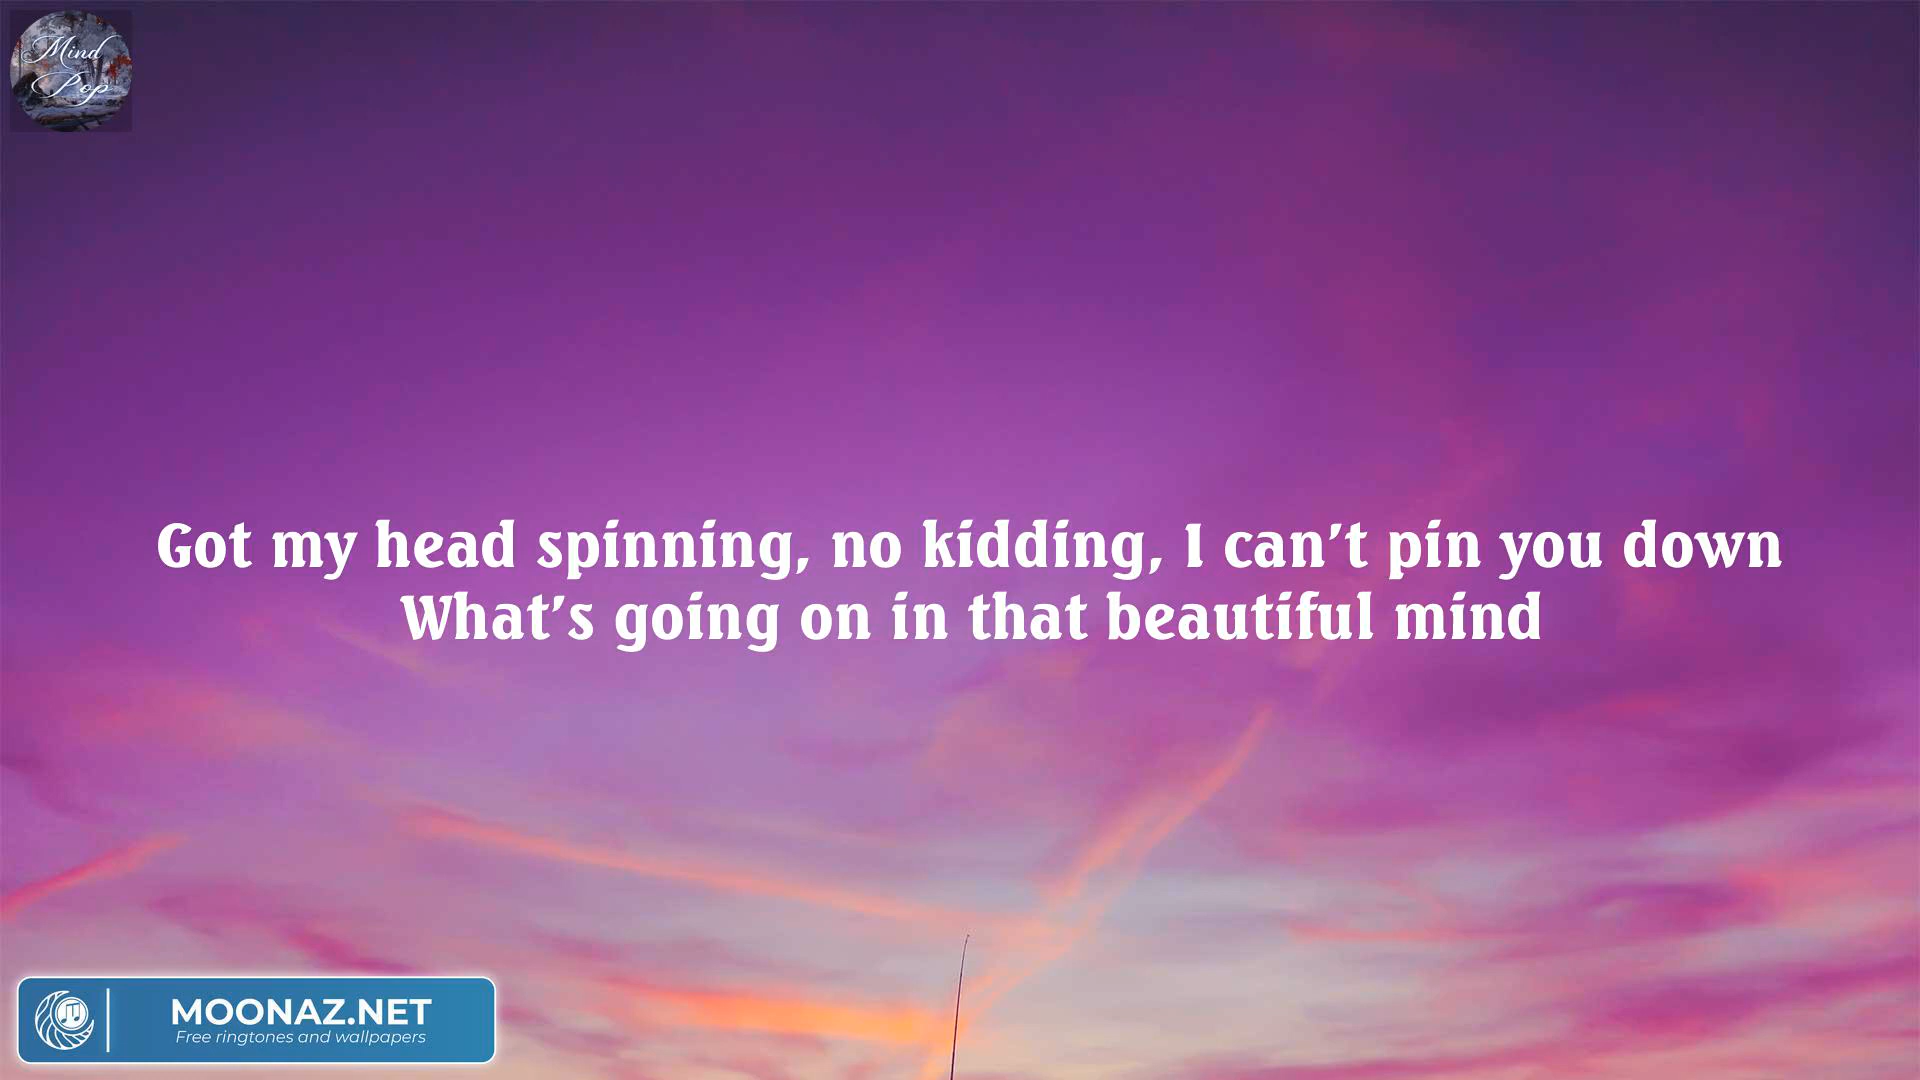 Mind
Pop
Got my head spinning, no kidding, I can't pin you down
What's going on in that beautiful mind
MOONAZ.NET
Free ringtones and wallpapers